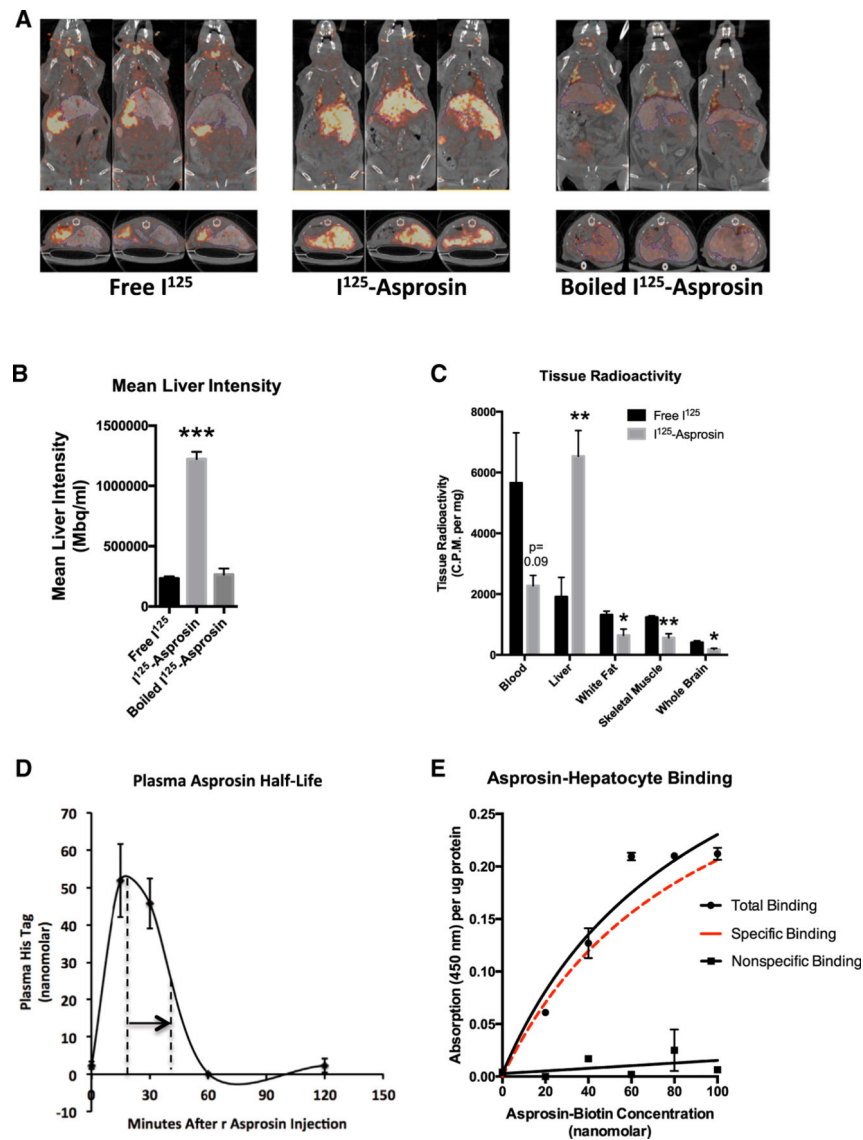 A
Free I125
I125-Asprosin
Boiled I125-Asprosin
B
Mean Liver Intensity
Mean Liver Intensity
(Mbq/ml)
1500000
1000000
500000
0
***
Free I125
I125-Asprosin
Boiled I125-Asprosin
C
Tissue Radioactivity
Tissue Radioactivity
(C.P.M. per mg)
8000
6000
4000
2000
0
Free I125
I125-Asprosin
p=
0.09
**
*
**
*
Blood
Liver
White Fat
Skeletal Muscle
Whole Brain
D
Plasma Asprosin Half-Life
Plasma His Tag
(nanomolar)
70
60
50
40
30
20
10
0
-10
0
30
60
90
120
Minutes After r Asprosin Injection
E
Asprosin-Hepatocyte Binding
Absorption (450 nm) per ug protein
0.25
0.20
0.15
0.10
0.05
0.00
0
20
40
60
80
100
Asprosin-Biotin Concentration
(nanomolar)
Total Binding
Specific Binding
Nonspecific Binding